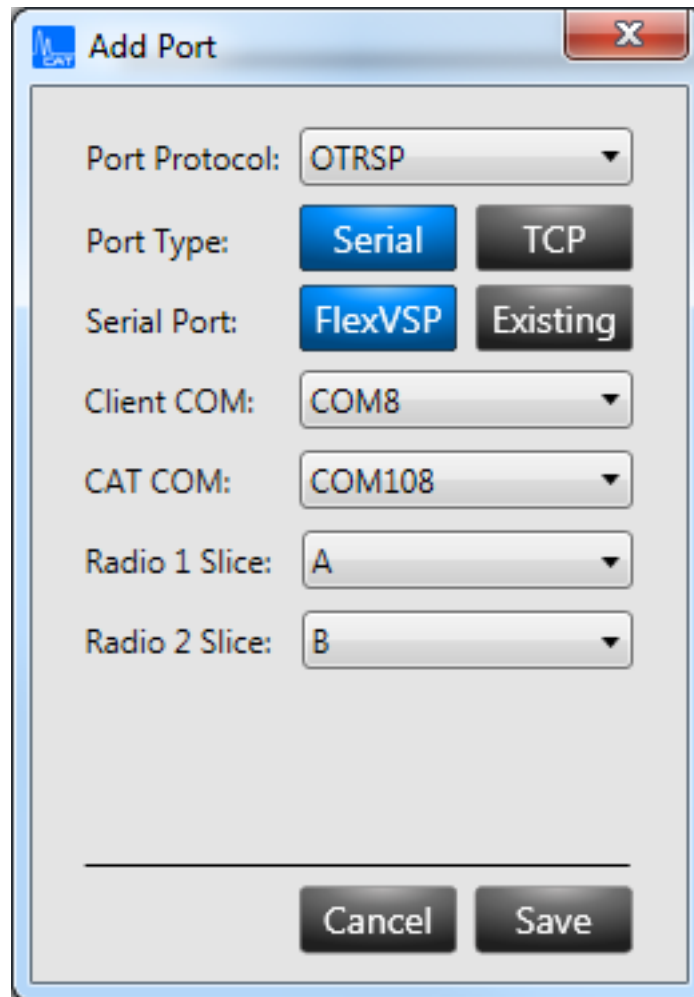 CAT Add Port
Port Protocol: OTRSP
Port Type: Serial TCP
Serial Port: FlexVSP Existing
Client COM: COM8
CAT COM: COM108
Radio 1 Slice: A
Radio 2 Slice: B
Cancel Save